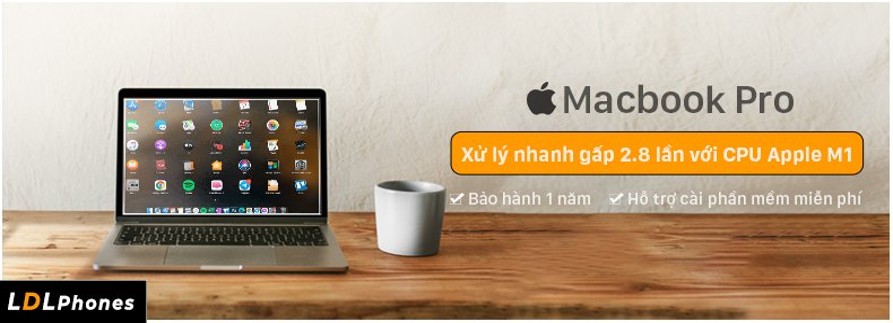 Macbook Pro
Xử lý nhanh gấp 2.8 lần với CPU Apple M1
Bảo hành 1 năm Hỗ trợ cài phần mềm miễn phí
LDLPhones